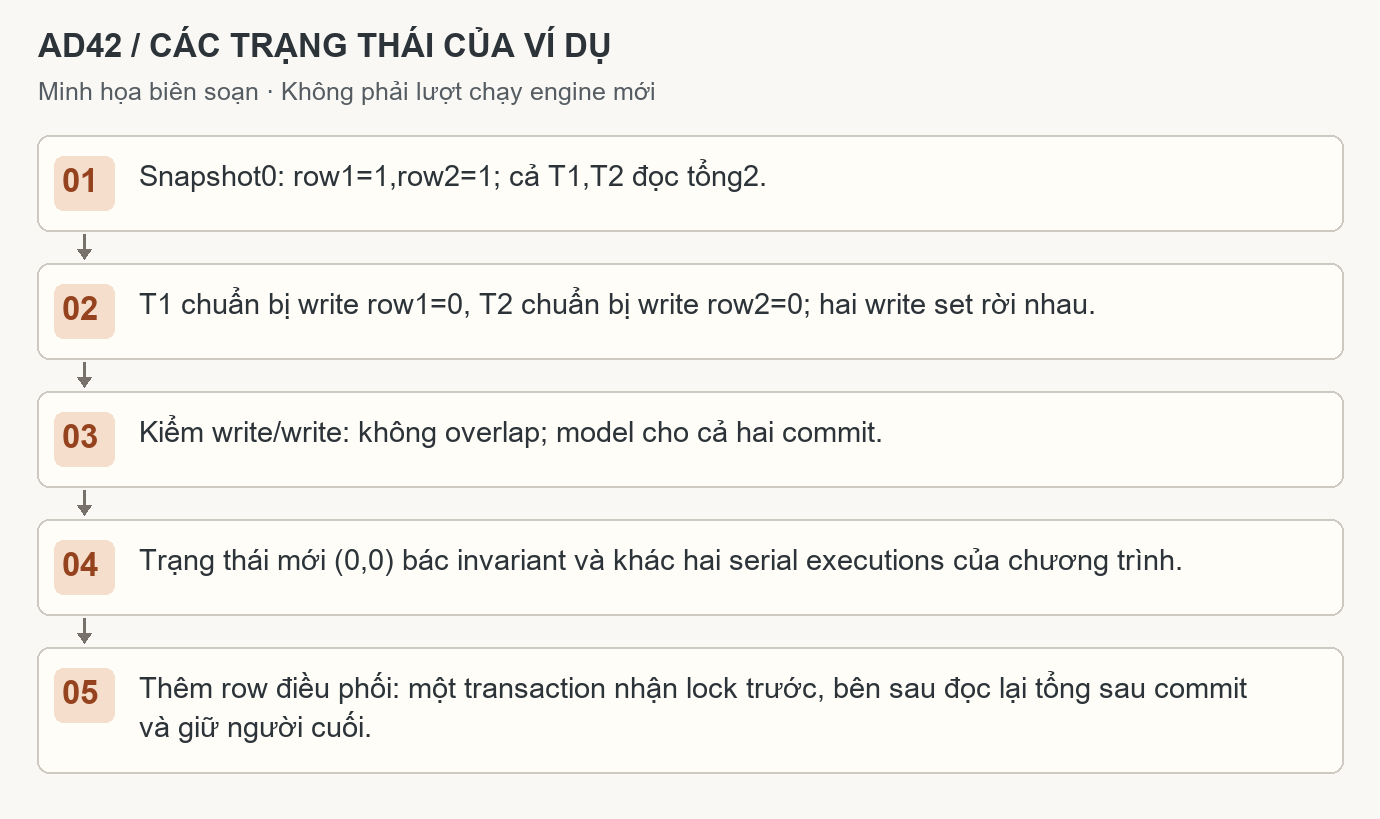 AD42 / CÁC TRẠNG THÁI CỦA VÍ DỤ
Minh họa biên soạn · Không phải lượt chạy engine mới
01
Snapshot0: row1=1,row2=1; cả T1,T2 đọc tổng2.
02
T1 chuẩn bị write row1=0, T2 chuẩn bị write row2=0; hai write set rời nhau.
03
Kiểm write/write: không overlap; model cho cả hai commit.
04
Trạng thái mới (0,0) bác invariant và khác hai serial executions của chương trình.
05
Thêm row điều phối: một transaction nhận lock trước, bên sau đọc lại tổng sau commit
và giữ người cuối.